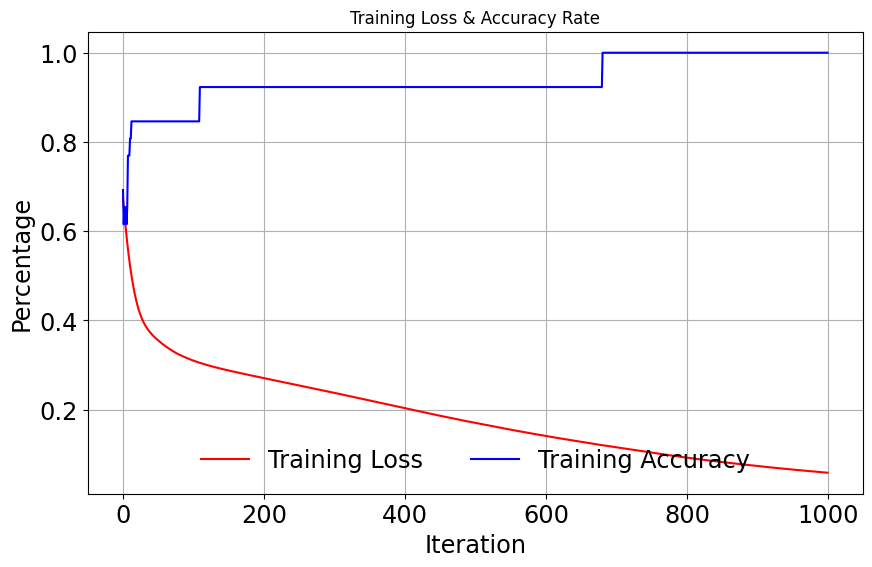 Training Loss & Accuracy Rate
1.0
0.8
0.6
0.4
0.2
Percentage
Training Loss Training Accuracy
0 200 400 600 800 1000
Iteration